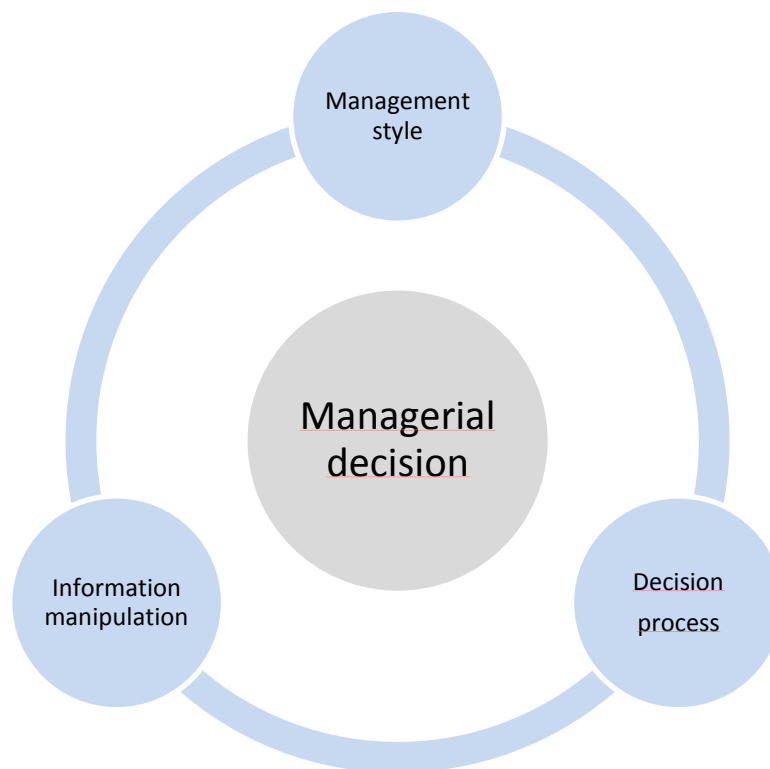 Management
style
Managerial
decision
Information
manipulation
Decision
process